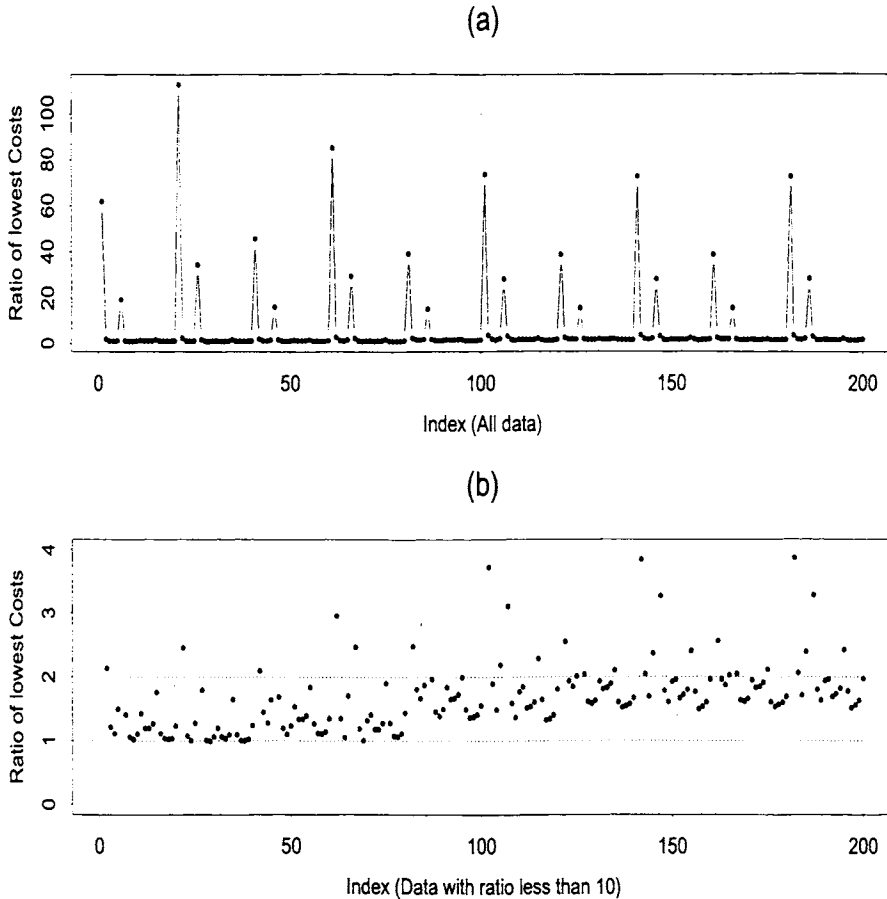 (a)
Ratio of lowest Costs
0 20 40 60 80 100
0 50 100 150 200
Index (All data)
(b)
Ratio of lowest Costs
0 1 2 3 4
0 50 100 150 200
Index (Data with ratio less than 10)